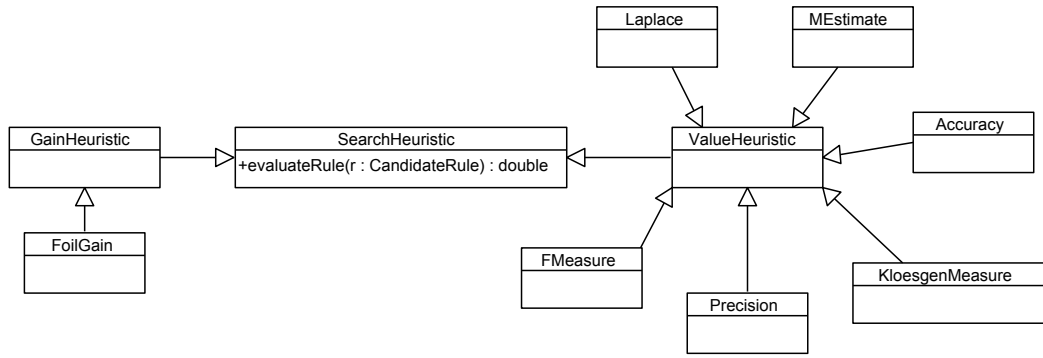 Laplace
MEstimate
GainHeuristic
SearchHeuristic
+evaluateRule(r : CandidateRule) : double
ValueHeuristic
Accuracy
FoilGain
FMeasure
Precision
KloesgenMeasure